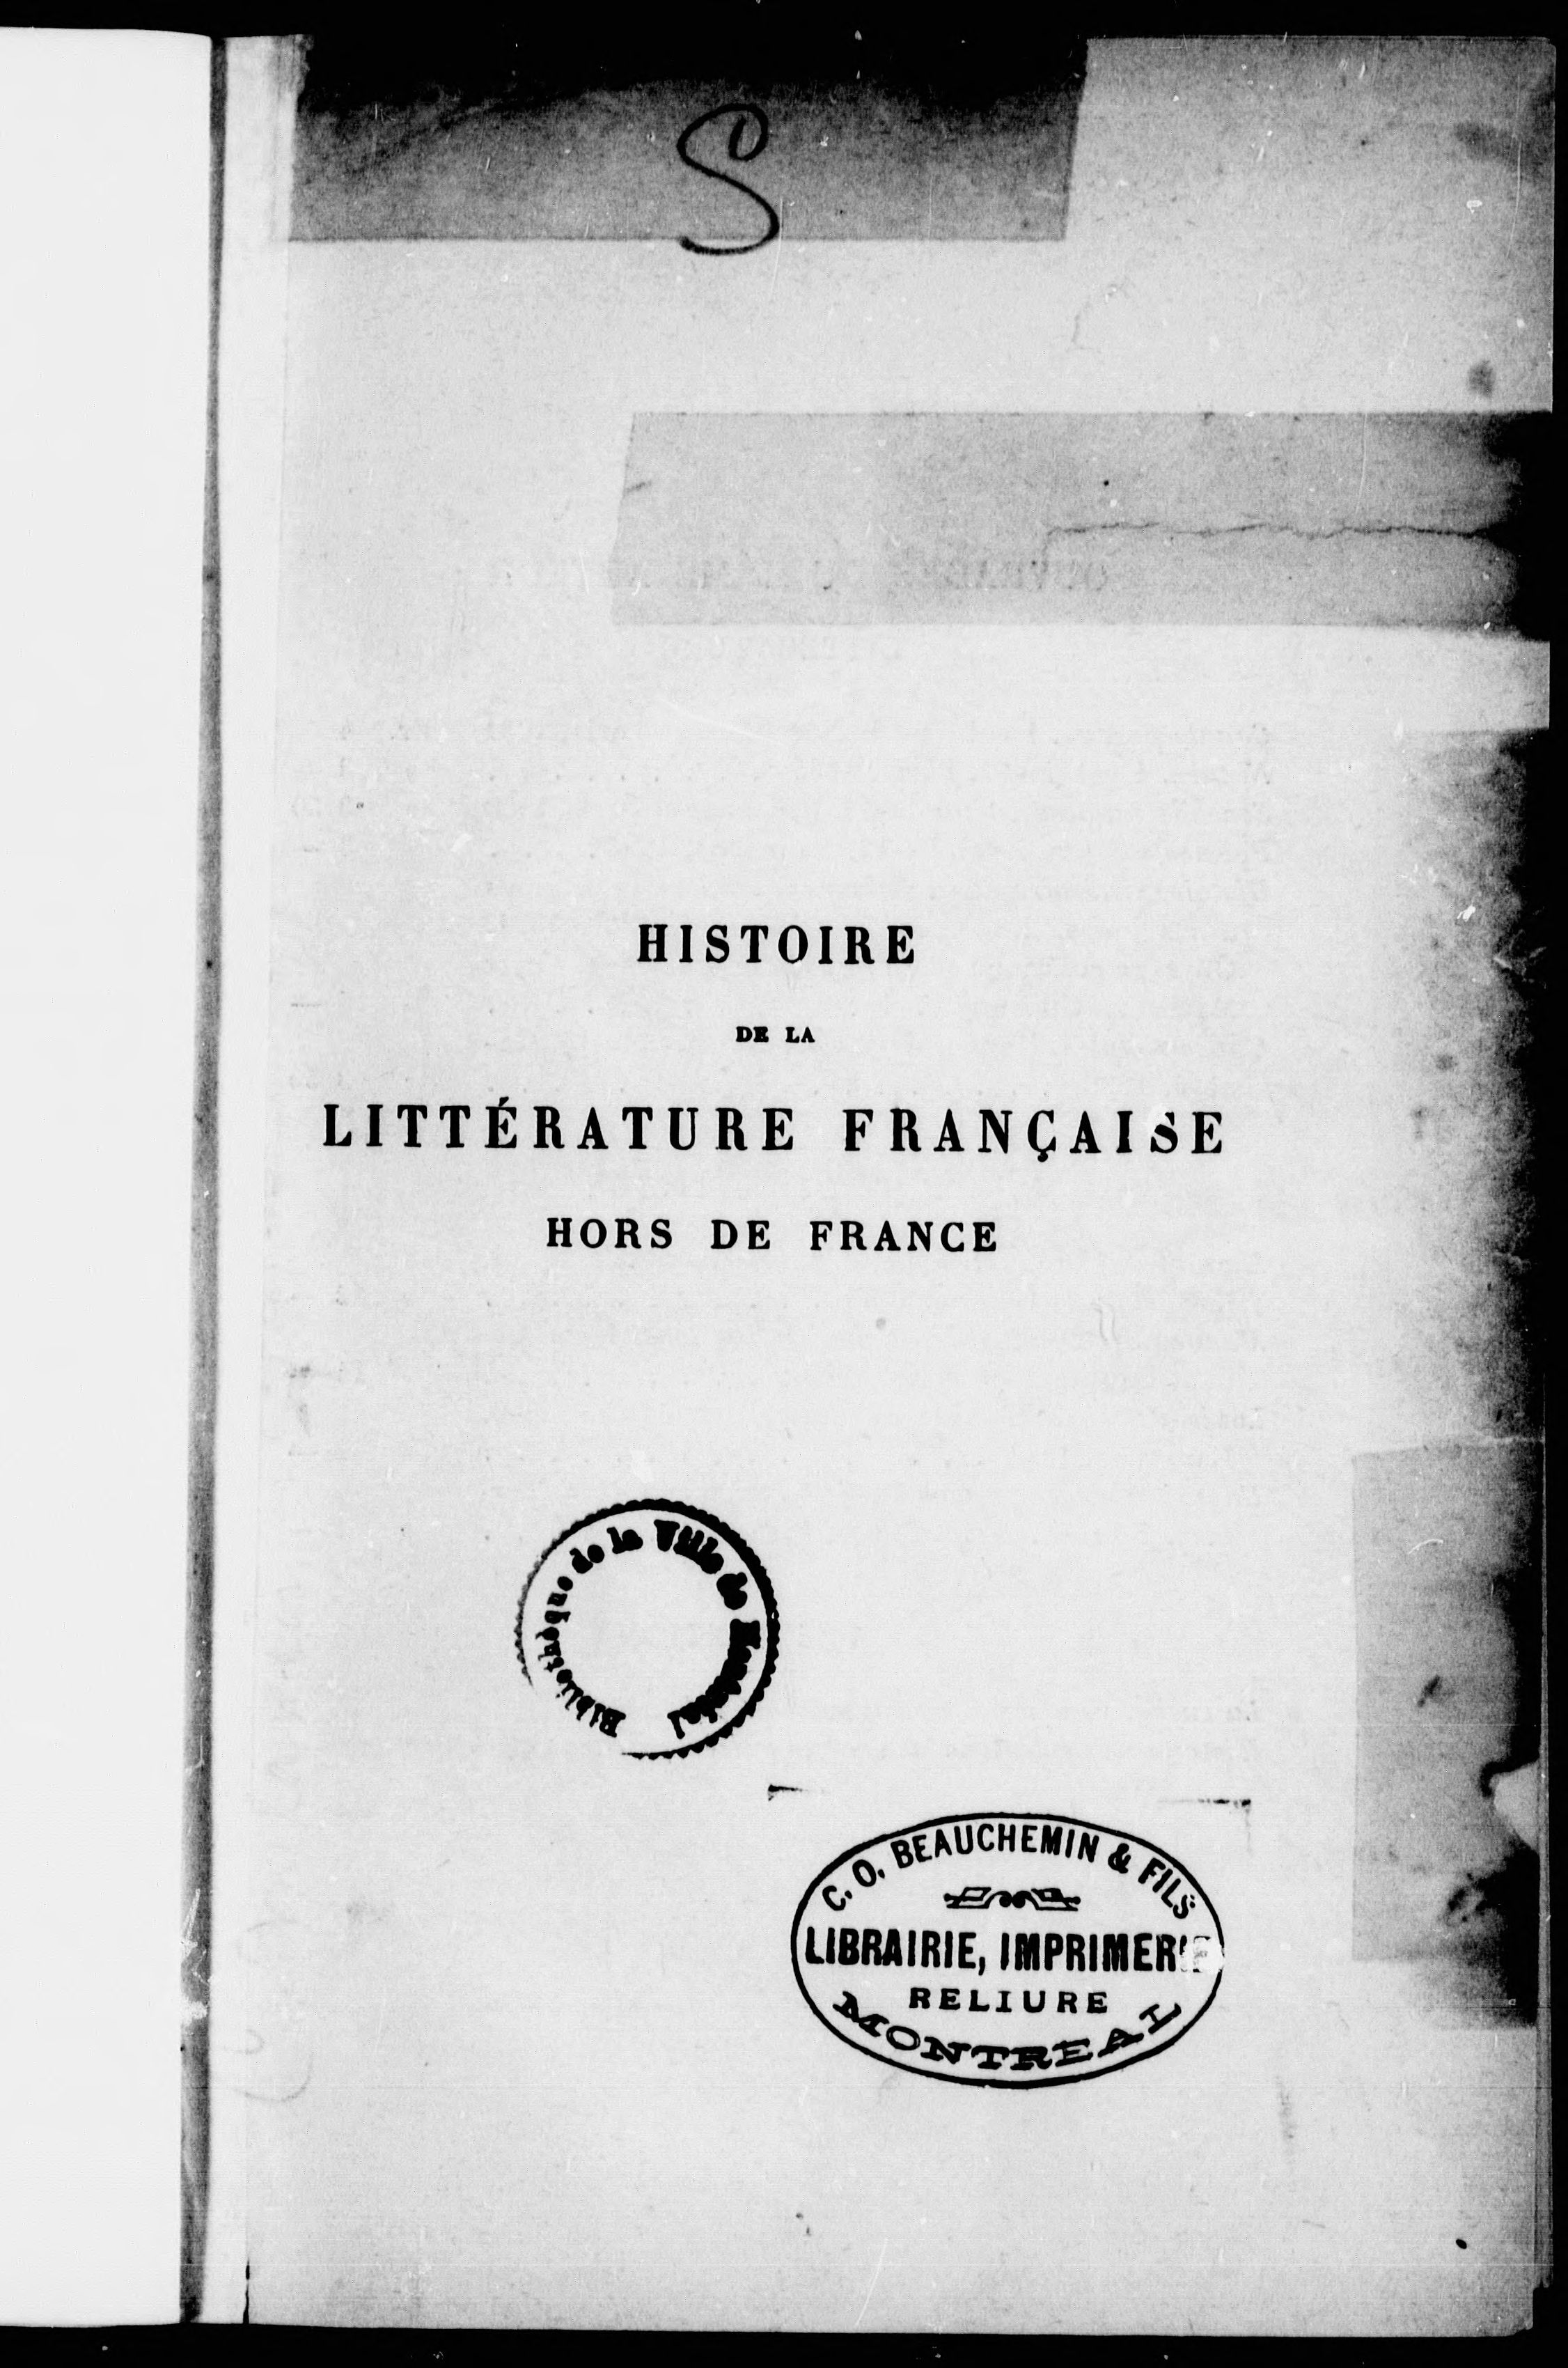 S
HISTOIRE
DE LA
LITTÉRATURE FRANÇAISE
HORS DE FRANCE
Bibliothèque de la Ville de Montréal
C. O. BEAUCHEMIN & FILS
LIBRAIRIE, IMPRIMERIE
RELIURE
MONTREAL